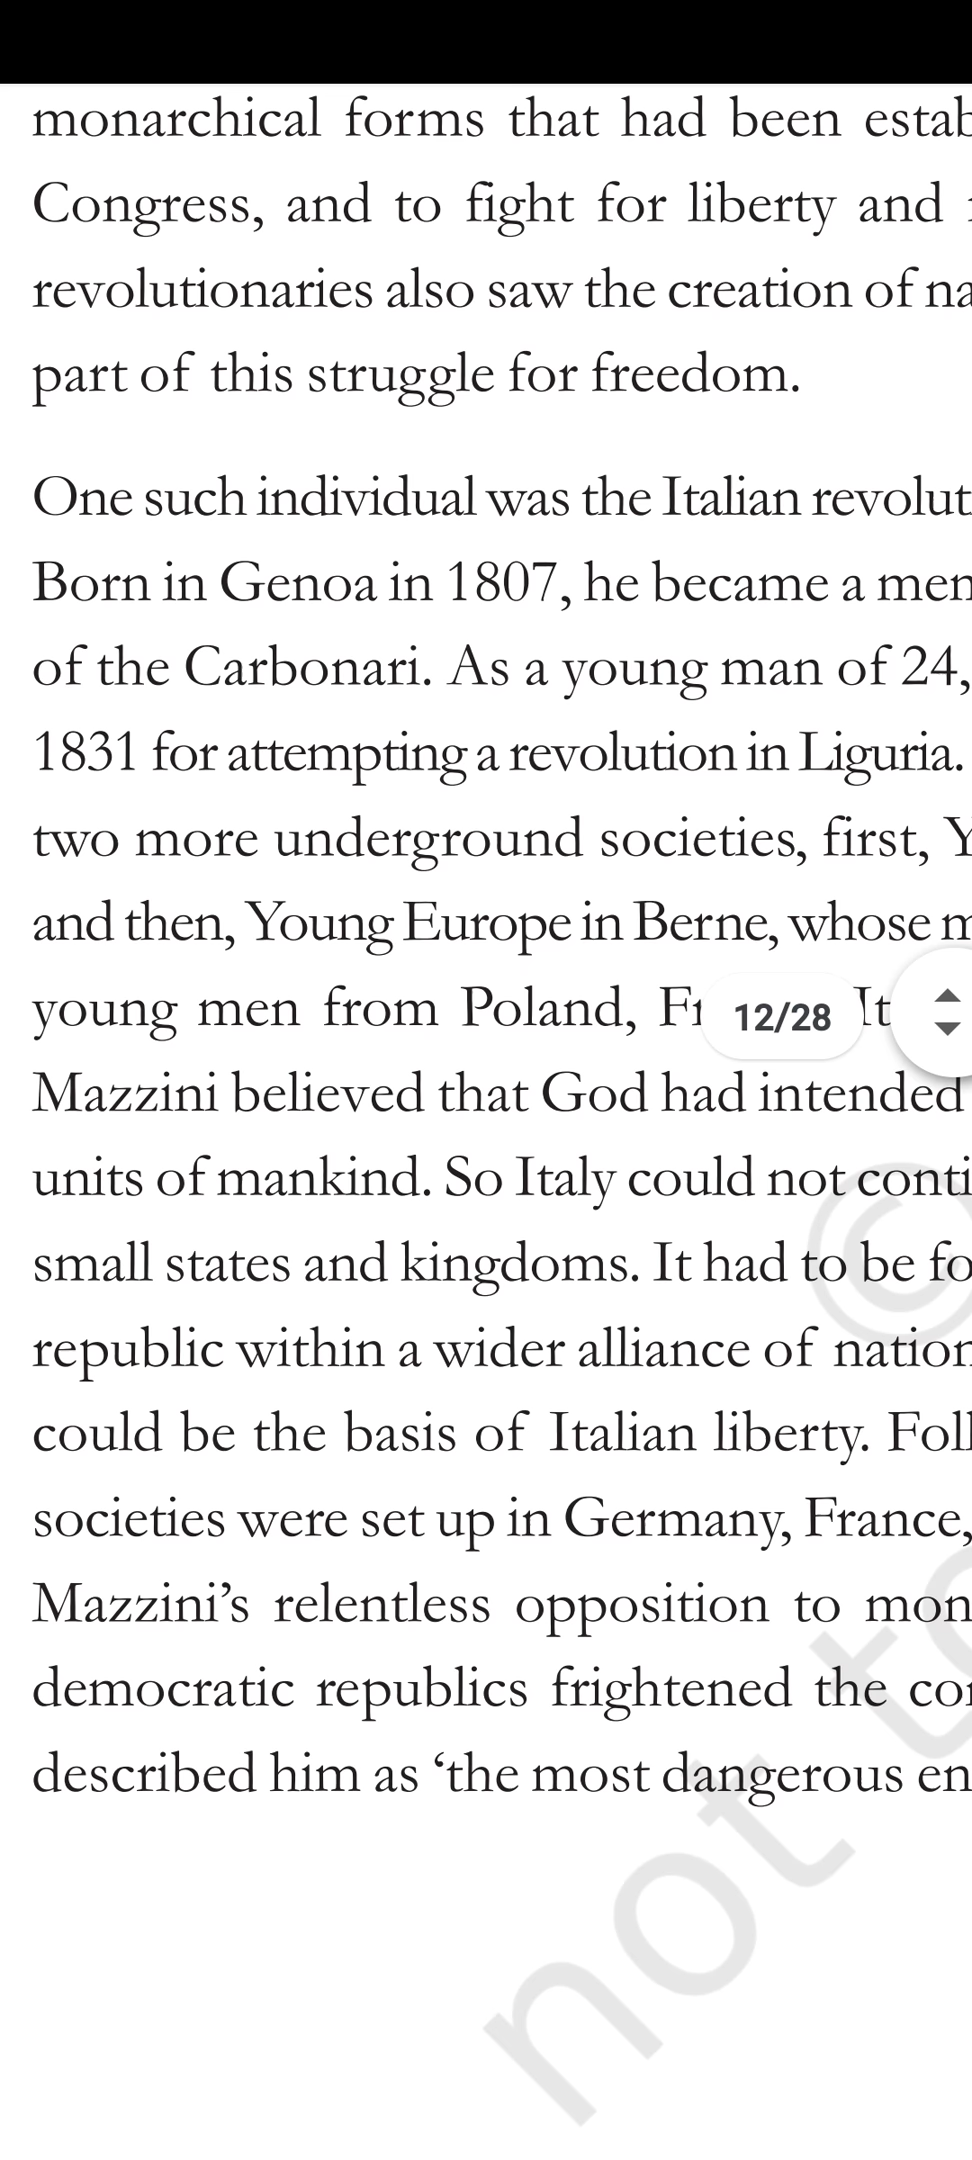 monarchical forms that had been estab
Congress, and to fight for liberty and
revolutionaries also saw the creation of na
part of this struggle for freedom.
One such individual was the Italian revolut
Born in Genoa in 1807, he became a mem
of the Carbonari. As a young man of 24,
1831 for attempting a revolution in Liguria.
two more underground societies, first, Y
and then, Young Europe in Berne, whose m
young men from Poland, Fr 12/28 It
Mazzini believed that God had intended
units of mankind. So Italy could not conti
small states and kingdoms. It had to be fo
republic within a wider alliance of nation
could be the basis of Italian liberty. Foll
societies were set up in Germany, France,
Mazzini’s relentless opposition to mon
democratic republics frightened the con
described him as ‘the most dangerous en
© not to